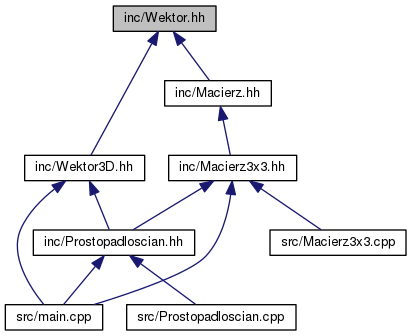 inc/Wektor.hh
inc/Macierz.hh
inc/Wektor3D.hh
inc/Macierz3x3.hh
inc/Prostopadloscian.hh
src/Macierz3x3.cpp
src/main.cpp
src/Prostopadloscian.cpp